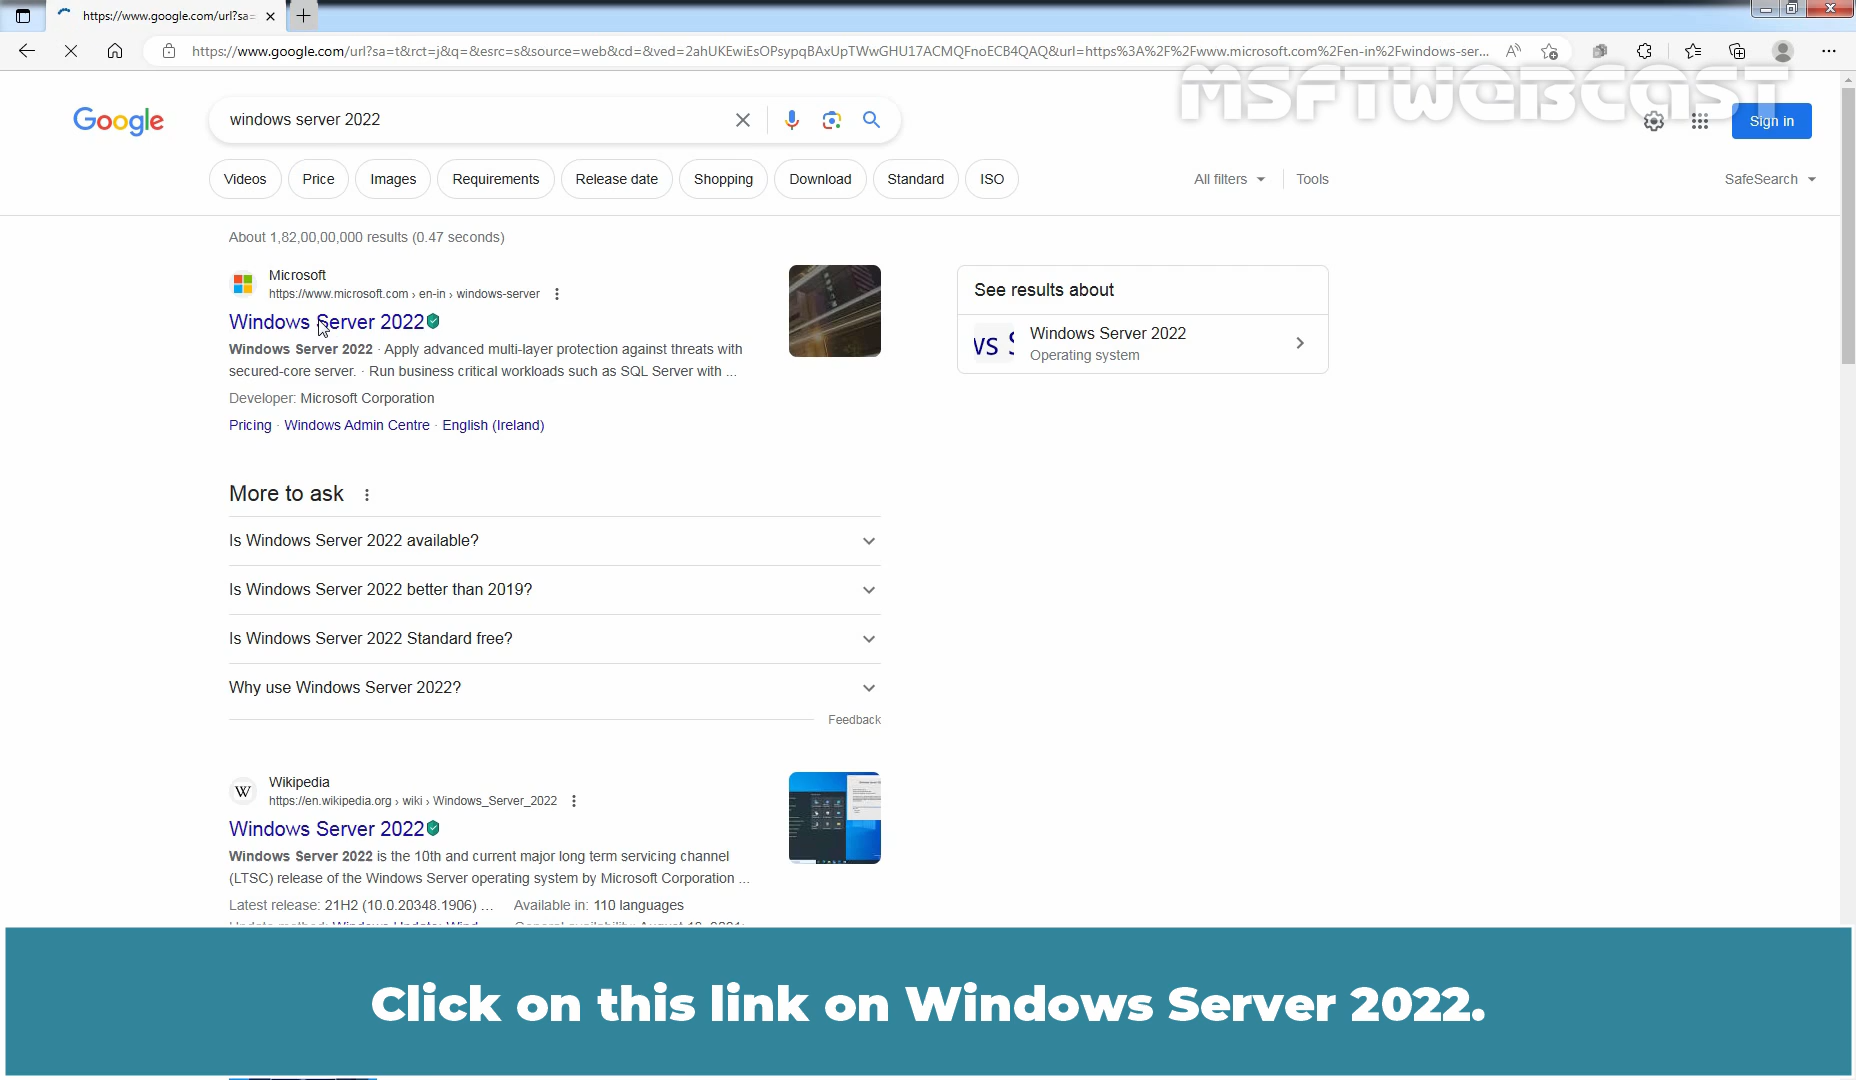 https://www.google.com/url?sa=
https://www.google.com/url?sa=t&rct=j&q=&esrc=s&source=web&cd=&ved=2ahUKEwiEsOPsypqBAxUpTWwGHU17ACMQFnoECB4QAQ&url=https%3A%2F%2Fwww.microsoft.com%2Fen-in%2Fwindows-ser...
MSFTWEBCAST
Google
windows server 2022
Sign in
Videos
Price
Images
Requirements
Release date
Shopping
Download
Standard
ISO
All filters
Tools
SafeSearch
About 1,82,00,00,000 results (0.47 seconds)
Microsoft
https://www.microsoft.com › en-in › windows-server
Windows Server 2022
Windows Server 2022 · Apply advanced multi-layer protection against threats with
secured-core server. · Run business critical workloads such as SQL Server with ...
Developer: Microsoft Corporation
Pricing · Windows Admin Centre · English (Ireland)
See results about
Windows Server 2022
Operating system
More to ask
Is Windows Server 2022 available?
Is Windows Server 2022 better than 2019?
Is Windows Server 2022 Standard free?
Why use Windows Server 2022?
Feedback
W
Wikipedia
https://en.wikipedia.org › wiki › Windows_Server_2022
Windows Server 2022
Windows Server 2022 is the 10th and current major long term servicing channel
(LTSC) release of the Windows Server operating system by Microsoft Corporation ...
Latest release: 21H2 (10.0.20348.1906) ...
Available in: 110 languages
Click on this link on Windows Server 2022.